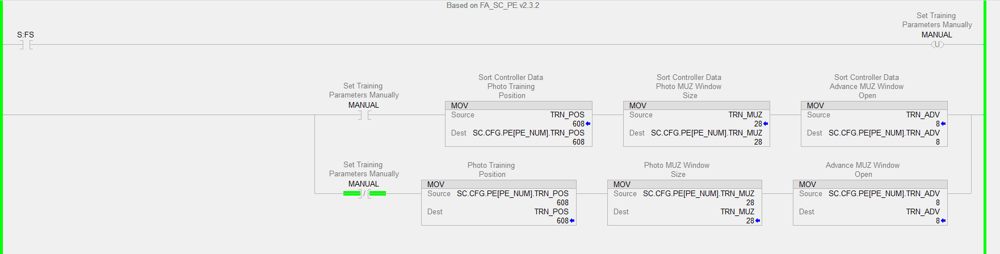 Based on FA_SC_PE v2.3.2
Set Training
Parameters Manually
S:FS
MANUAL
U
Sort Controller Data
Photo Training
Position
Sort Controller Data
Photo MUZ Window
Size
Sort Controller Data
Advance MUZ Window
Open
Set Training
Parameters Manually
MANUAL
MOV
Source TRN_POS
608
Dest SC.CFG.PE[PE_NUM].TRN_POS
608
MOV
Source TRN_MUZ
28
Dest SC.CFG.PE[PE_NUM].TRN_MUZ
28
MOV
Source TRN_ADV
8
Dest SC.CFG.PE[PE_NUM].TRN_ADV
8
Set Training
Parameters Manually
MANUAL
/
Photo Training
Position
MOV
Source SC.CFG.PE[PE_NUM].TRN_POS
608
Dest TRN_POS
608
Photo MUZ Window
Size
MOV
Source SC.CFG.PE[PE_NUM].TRN_MUZ
28
Dest TRN_MUZ
28
Advance MUZ Window
Open
MOV
Source SC.CFG.PE[PE_NUM].TRN_ADV
8
Dest TRN_ADV
8